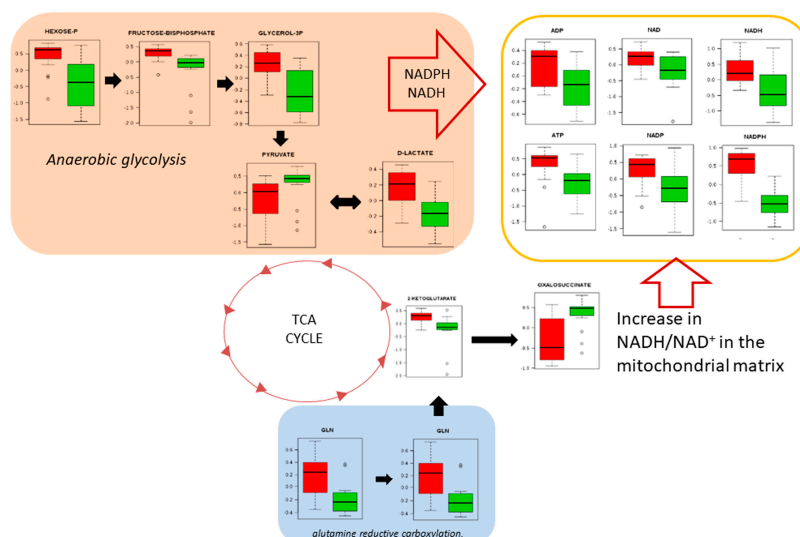 HEXOSE-P
FRUCTOSE-BISPHOSPHATE
GLYCEROL-3P
NADPH
NADH
ADP
NAD
NADH
Anaerobic glycolysis
PYRUVATE
D-LACTATE
ATP
NADP
NADPH
TCA
CYCLE
2-KETOGLUTARATE
OXALOSUCCINATE
Increase in
NADH/NAD+ in the
mitochondrial matrix
GLN
GLN
glutamine reductive carboxylation.